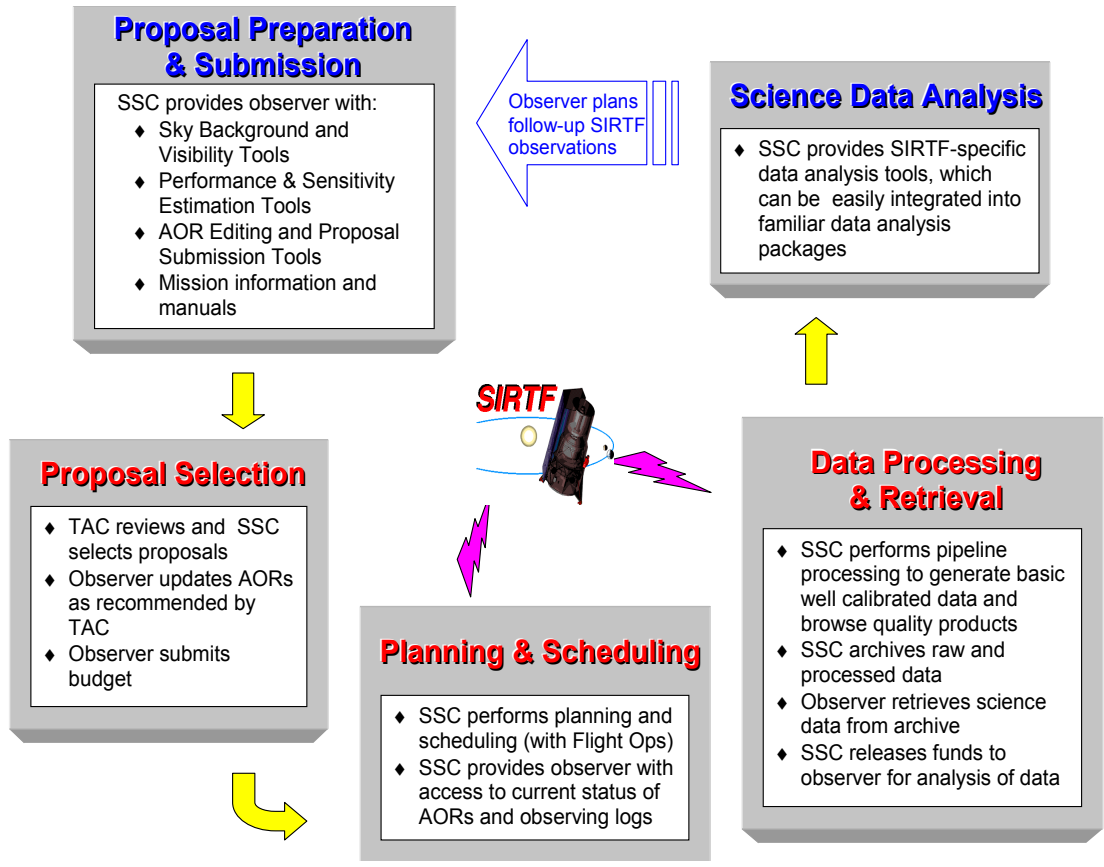 Proposal Preparation
& Submission
SSC provides observer with:
♦ Sky Background and
Visibility Tools
♦ Performance & Sensitivity
Estimation Tools
♦ AOR Editing and Proposal
Submission Tools
♦ Mission information and
manuals
Observer plans
follow-up SIRTF
observations
Science Data Analysis
♦ SSC provides SIRTF-specific
data analysis tools, which
can be easily integrated into
familiar data analysis
packages
SIRTF
Proposal Selection
♦ TAC reviews and SSC
selects proposals
♦ Observer updates AORs
as recommended by
TAC
♦ Observer submits
budget
Planning & Scheduling
♦ SSC performs planning and
scheduling (with Flight Ops)
♦ SSC provides observer with
access to current status of
AORs and observing logs
Data Processing
& Retrieval
♦ SSC performs pipeline
processing to generate basic
well calibrated data and
browse quality products
♦ SSC archives raw and
processed data
♦ Observer retrieves science
data from archive
♦ SSC releases funds to
observer for analysis of data